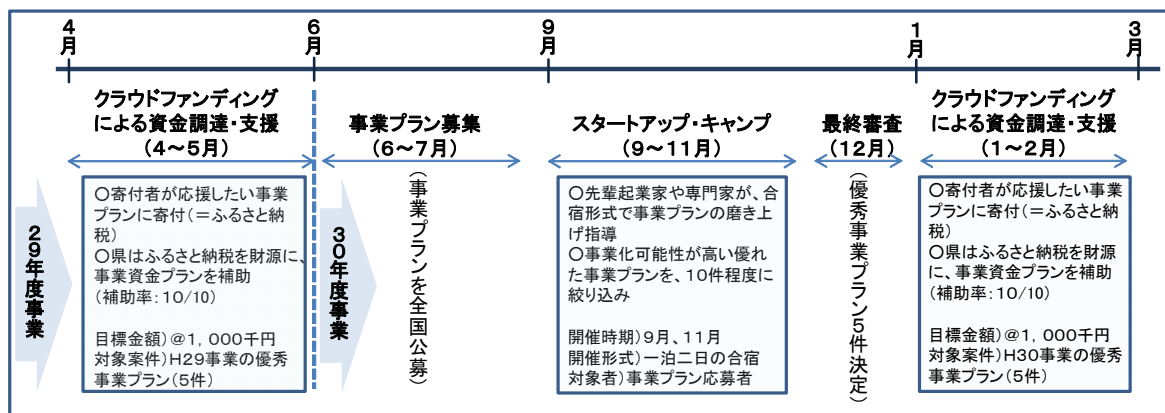 4月
6月
9月
1月
3月
29年度事業
クラウドファンディング
による資金調達・支援
(4～5月)
○寄付者が応援したい事業
プランに寄付(＝ふるさと納
税)
○県はふるさと納税を財源に、
事業資金プランを補助
(補助率：10/10)
目標金額)＠1，000千円
対象案件)H29事業の優秀
事業プラン(5件)
30年度事業
事業プラン募集
(6～7月)
(事業プランを全国公募)
スタートアップ・キャンプ
(9～11月)
○先輩起業家や専門家が、合
宿形式で事業プランの磨き上
げ指導
○事業化可能性が高い優れ
た事業プランを、10件程度に
絞り込み
開催時期)9月、11月
開催形式)一泊二日の合宿
対象者)事業プラン応募者
最終審査
(12月)
(優秀事業プラン5件決定)
クラウドファンディング
による資金調達・支援
(1～2月)
○寄付者が応援したい事業
プランに寄付(＝ふるさと納
税)
○県はふるさと納税を財源
に、事業資金プランを補助
(補助率：10/10)
目標金額)＠1，000千円
対象案件)H30事業の優秀
事業プラン(5件)